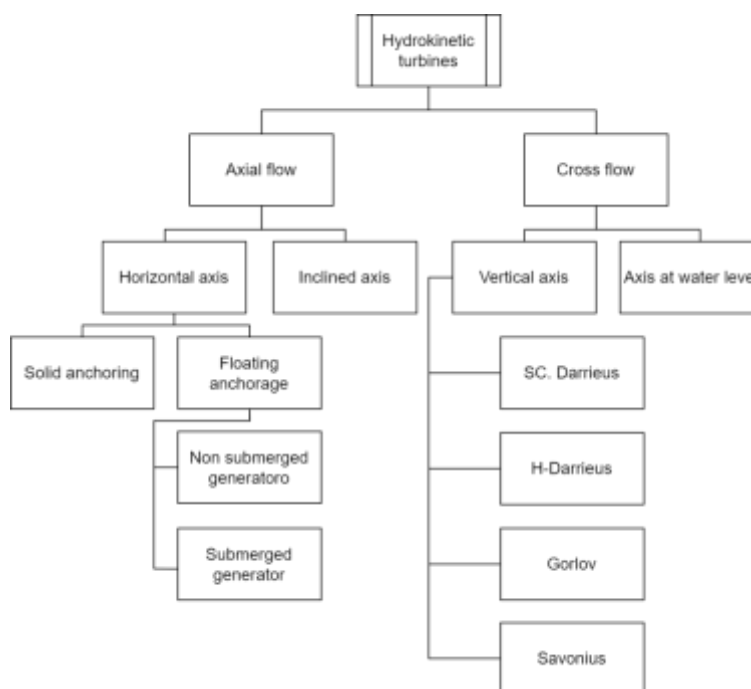 Hydrokinetic
turbines
Axial flow
Cross flow
Horizontal axis
Inclined axis
Vertical axis
Axis at water level
Solid anchoring
Floating
anchorage
SC. Darrieus
Non submerged
generatoro
H-Darrieus
Submerged
generator
Gorlov
Savonius